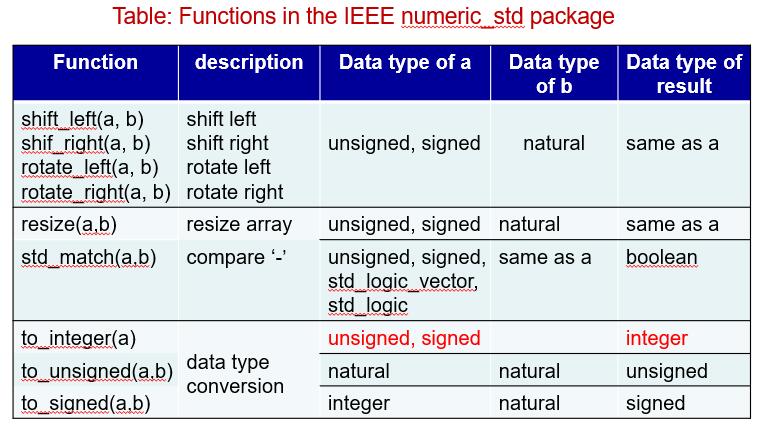 Table: Functions in the IEEE numeric_std package
Function description Data type of a Data type of b Data type of result
shift_left(a, b) shift left
shif_right(a, b) shift right unsigned, signed natural same as a
rotate_left(a, b) rotate left
rotate_right(a, b) rotate right
resize(a,b) resize array unsigned, signed natural same as a
std_match(a,b) compare ‘-’ unsigned, signed, same as a boolean
std_logic_vector,
std_logic
to_integer(a) unsigned, signed integer
data type conversion
to_unsigned(a,b) natural natural unsigned
to_signed(a,b) integer natural signed